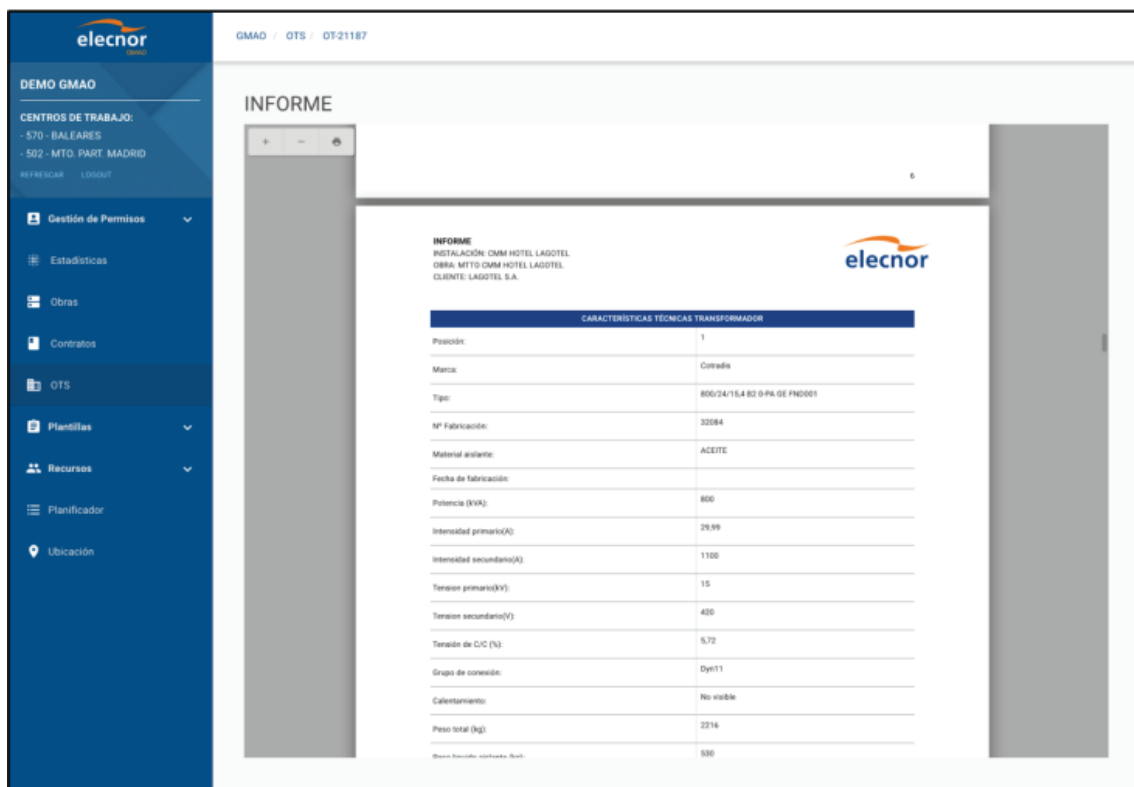 elecnor
GMAO
GMAO / OTS / OT-21187
DEMO GMAO
CENTROS DE TRABAJO:
- 570 - BALEARES
- 502 - MTO. PART. MADRID
REFRESCAR LOGOUT
Gestión de Permisos
Estadísticas
Obras
Contratos
OTS
Plantillas
Recursos
Planificador
Ubicación
INFORME
+ −
6
INFORME
INSTALACIÓN: CMM HOTEL LAGOTEL
OBRA: MTTO CMM HOTEL LAGOTEL
CLIENTE: LAGOTEL S.A.
elecnor
CARACTERÍSTICAS TÉCNICAS TRANSFORMADOR
Posición: 1
Marca: Cotradis
Tipo: 800/24/15,4 B2 0-PA GE FND001
Nº Fabricación: 32084
Material aislante: ACEITE
Fecha de fabricación:
Potencia (kVA): 800
Intensidad primario(A): 29,99
Intensidad secundario(A): 1100
Tension primario(kV): 15
Tension secundario(V): 420
Tensión de C/C (%): 5,72
Grupo de conexión: Dyn11
Calentamiento: No visible
Peso total (kg): 2216
Peso líquido aislante (kg): 530